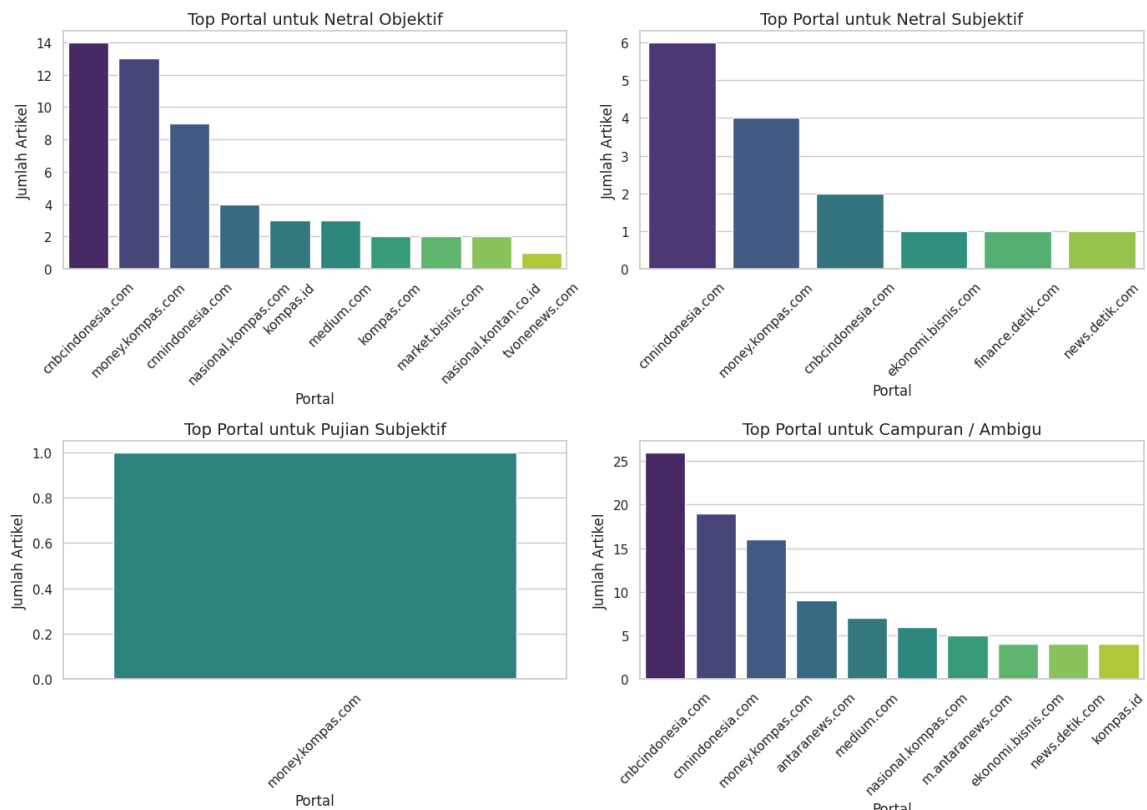 Top Portal untuk Netral Objektif
Jumlah Artikel
14
12
10
8
6
4
2
0
cnbcindonesia.com
money.kompas.com
cnnindonesia.com
nasional.kompas.com
kompas.id
medium.com
kompas.com
market.bisnis.com
nasional.kontan.co.id
tvonenews.com
Portal
Top Portal untuk Netral Subjektif
Jumlah Artikel
6
5
4
3
2
1
0
cnnindonesia.com
money.kompas.com
cnbcindonesia.com
ekonomi.bisnis.com
finance.detik.com
news.detik.com
Portal
Top Portal untuk Pujian Subjektif
Jumlah Artikel
1.0
0.8
0.6
0.4
0.2
0.0
money.kompas.com
Portal
Top Portal untuk Campuran / Ambigu
Jumlah Artikel
25
20
15
10
5
0
cnbcindonesia.com
cnnindonesia.com
money.kompas.com
antaranews.com
medium.com
nasional.kompas.com
m.antaranews.com
ekonomi.bisnis.com
news.detik.com
kompas.id
Portal